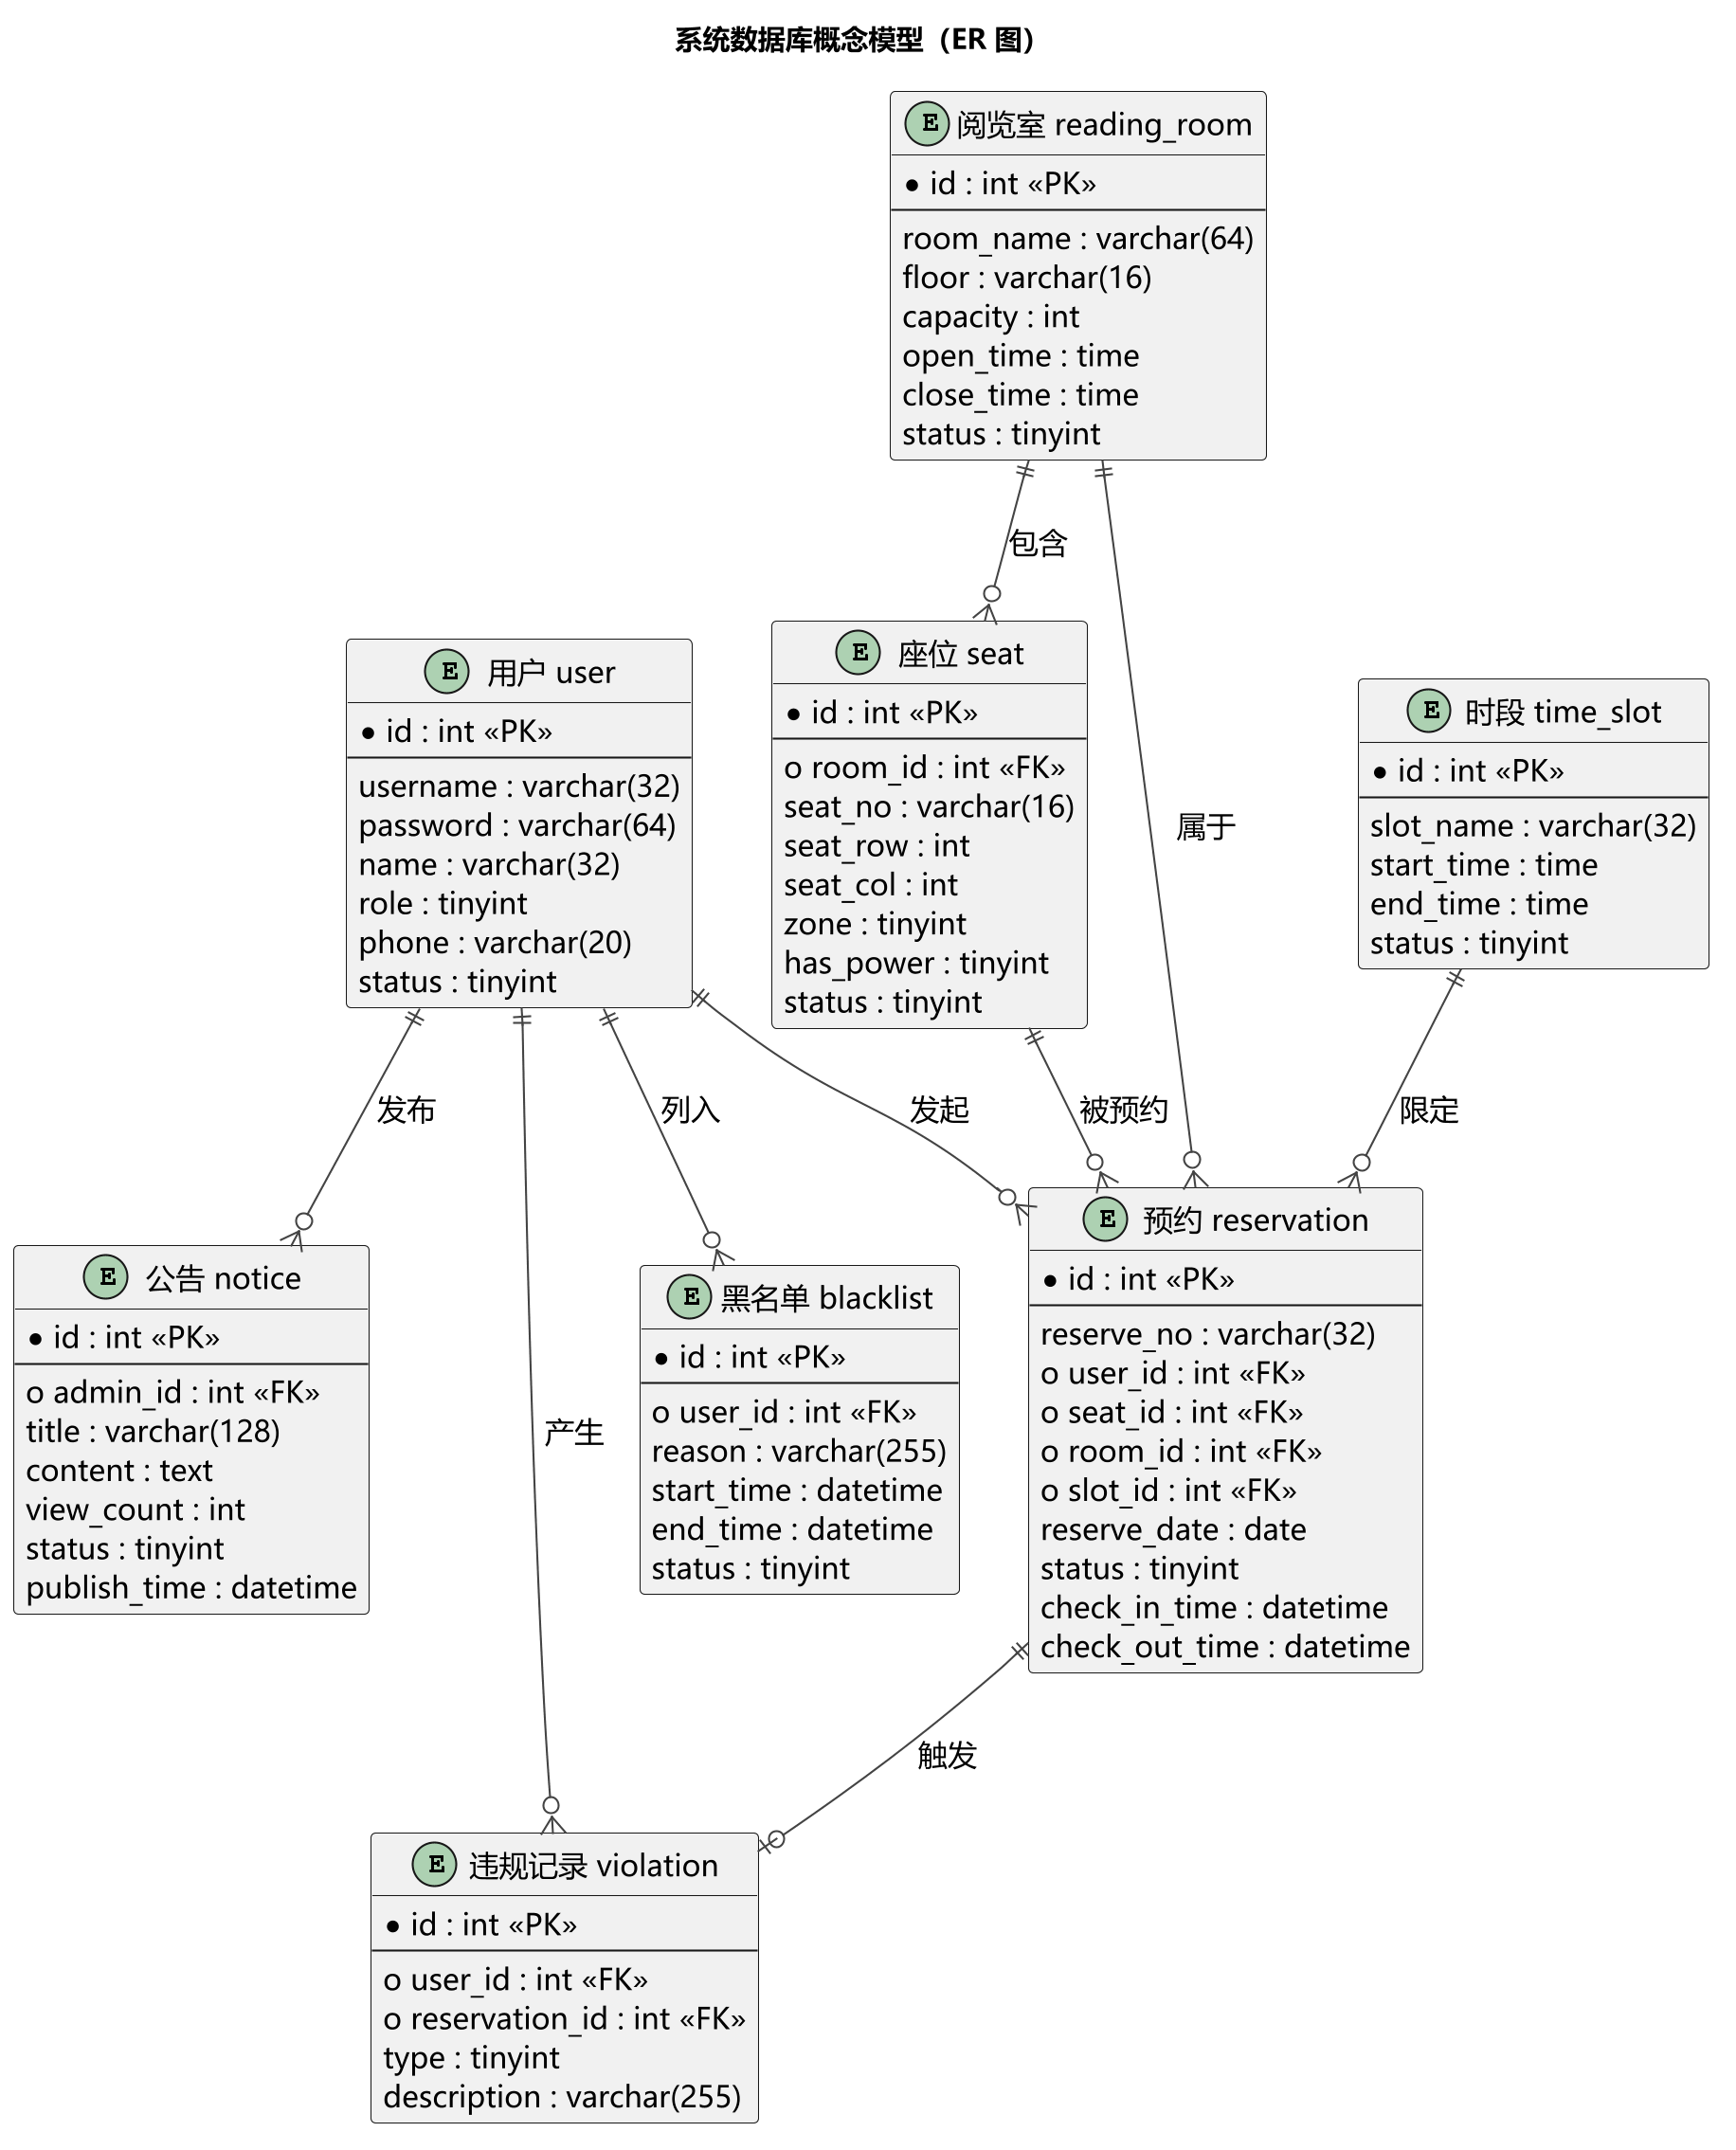 系统数据库概念模型（ER 图）
E 阅览室 reading_room
id : int «PK»
room_name : varchar(64)
floor : varchar(16)
capacity : int
open_time : time
close_time : time
status : tinyint
包含
属于
E 用户 user
id : int «PK»
username : varchar(32)
password : varchar(64)
name : varchar(32)
role : tinyint
phone : varchar(20)
status : tinyint
E 座位 seat
id : int «PK»
o room_id : int «FK»
seat_no : varchar(16)
seat_row : int
seat_col : int
zone : tinyint
has_power : tinyint
status : tinyint
E 时段 time_slot
id : int «PK»
slot_name : varchar(32)
start_time : time
end_time : time
status : tinyint
发布
列入
发起
被预约
限定
E 公告 notice
id : int «PK»
o admin_id : int «FK»
title : varchar(128)
content : text
view_count : int
status : tinyint
publish_time : datetime
产生
E 黑名单 blacklist
id : int «PK»
o user_id : int «FK»
reason : varchar(255)
start_time : datetime
end_time : datetime
status : tinyint
E 预约 reservation
id : int «PK»
reserve_no : varchar(32)
o user_id : int «FK»
o seat_id : int «FK»
o room_id : int «FK»
o slot_id : int «FK»
reserve_date : date
status : tinyint
check_in_time : datetime
check_out_time : datetime
触发
E 违规记录 violation
id : int «PK»
o user_id : int «FK»
o reservation_id : int «FK»
type : tinyint
description : varchar(255)